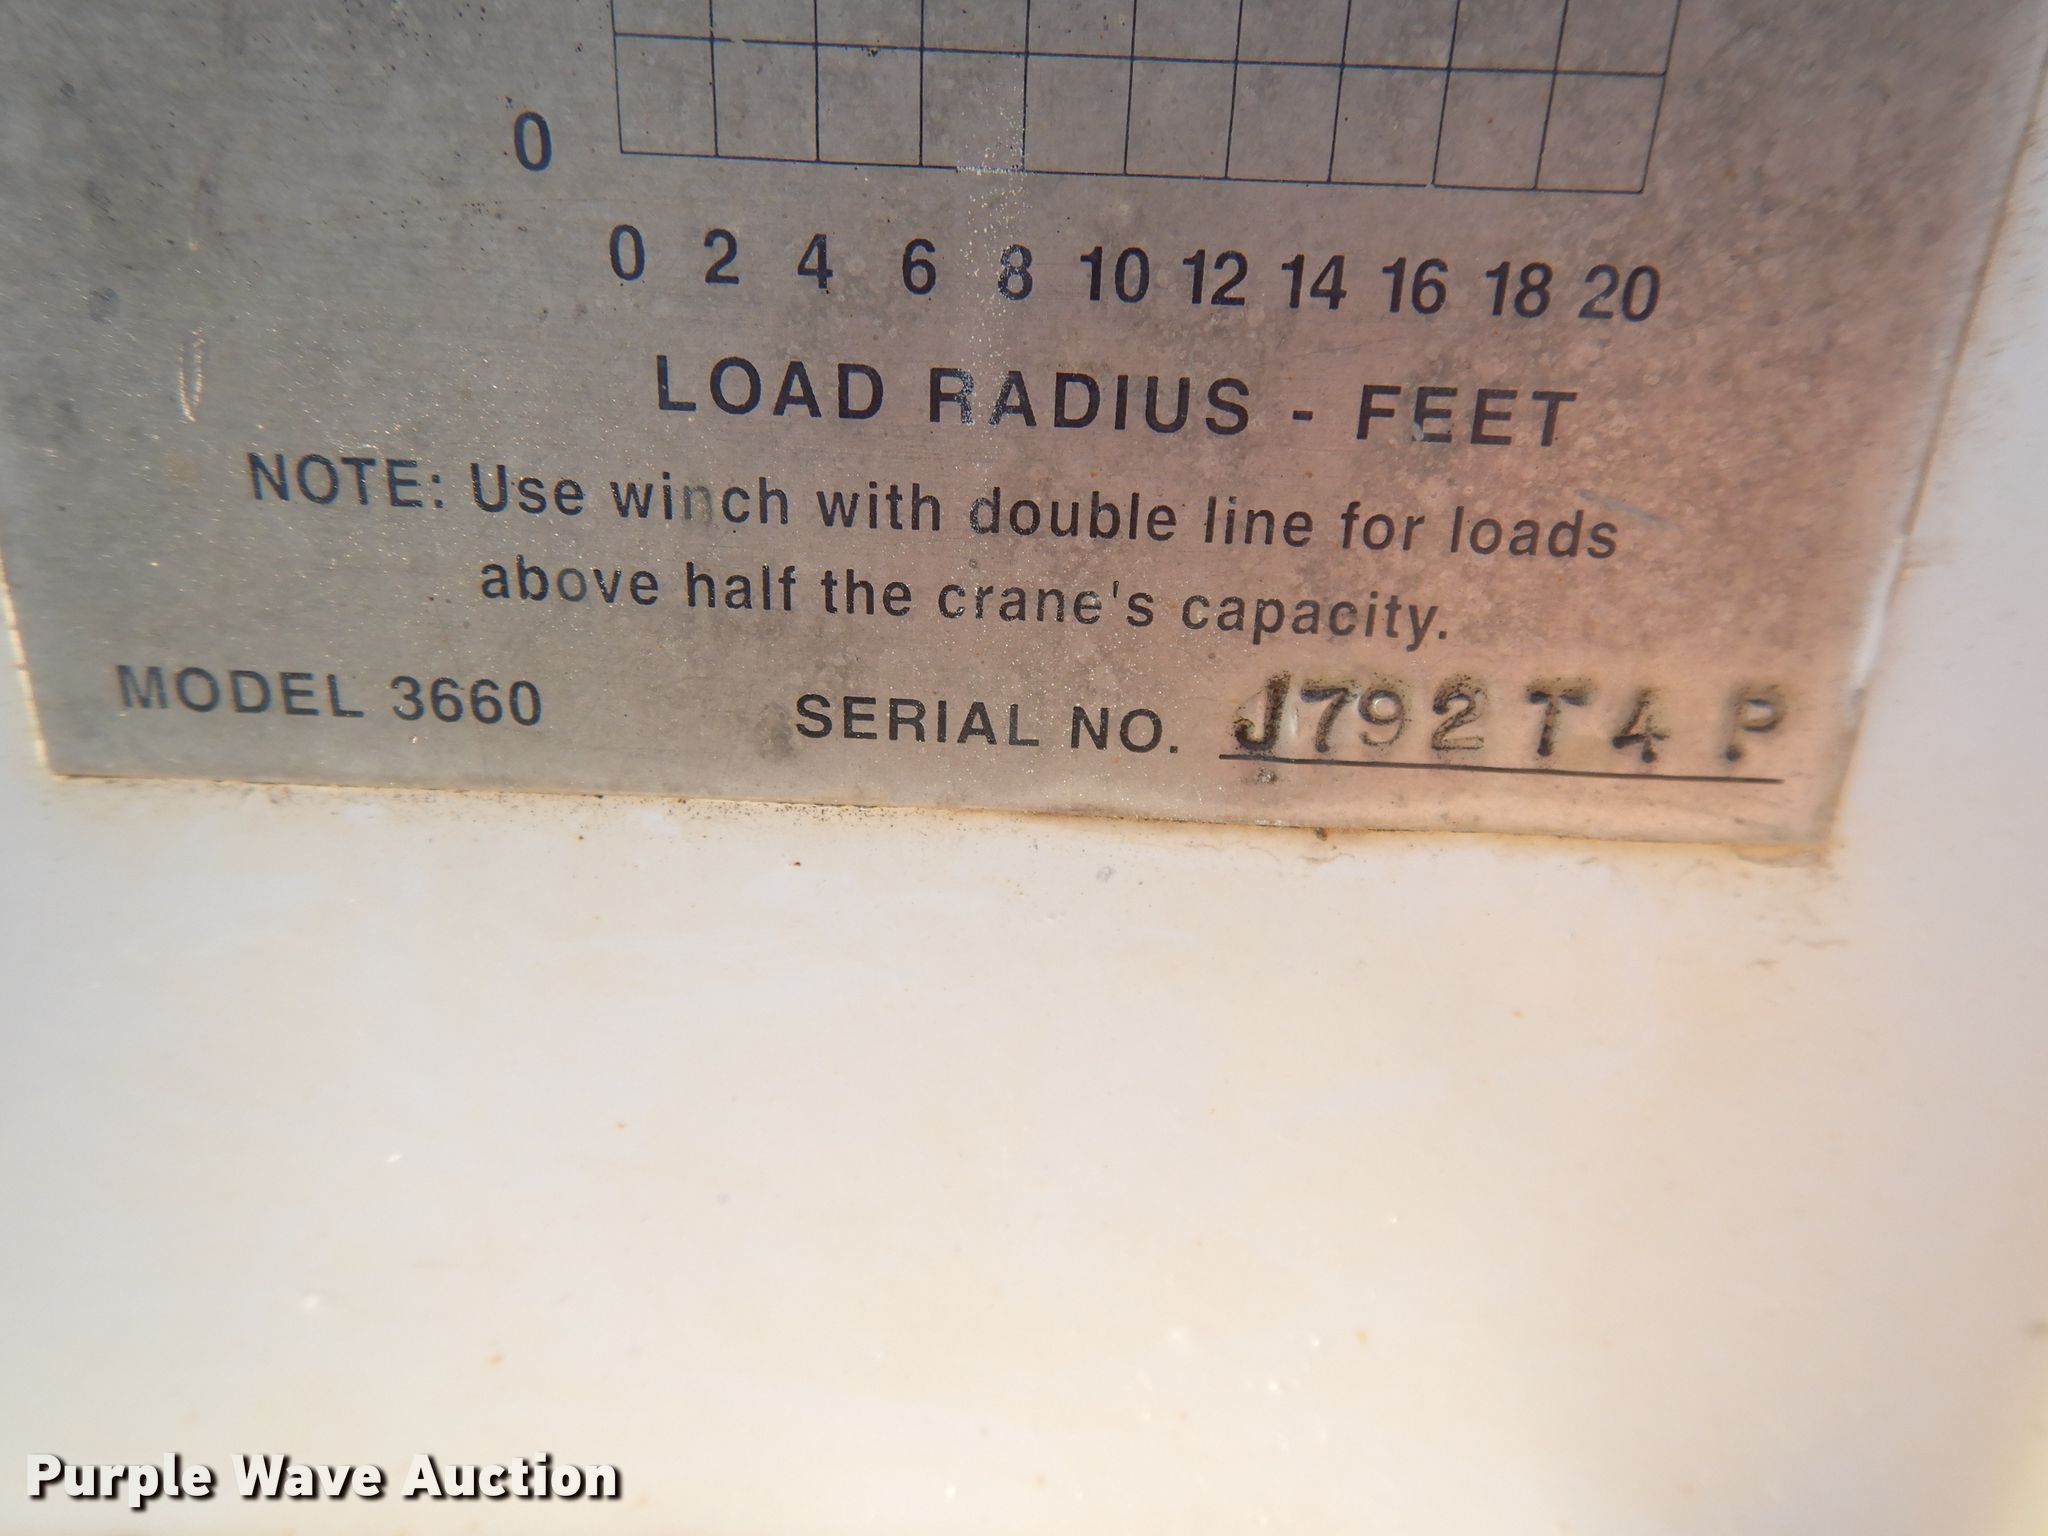 0
0 2 4 6 8 10 12 14 16 18 20
LOAD RADIUS - FEET
NOTE: Use winch with double line for loads
above half the crane's capacity.
MODEL 3660 SERIAL NO. J792T4P
Purple Wave Auction